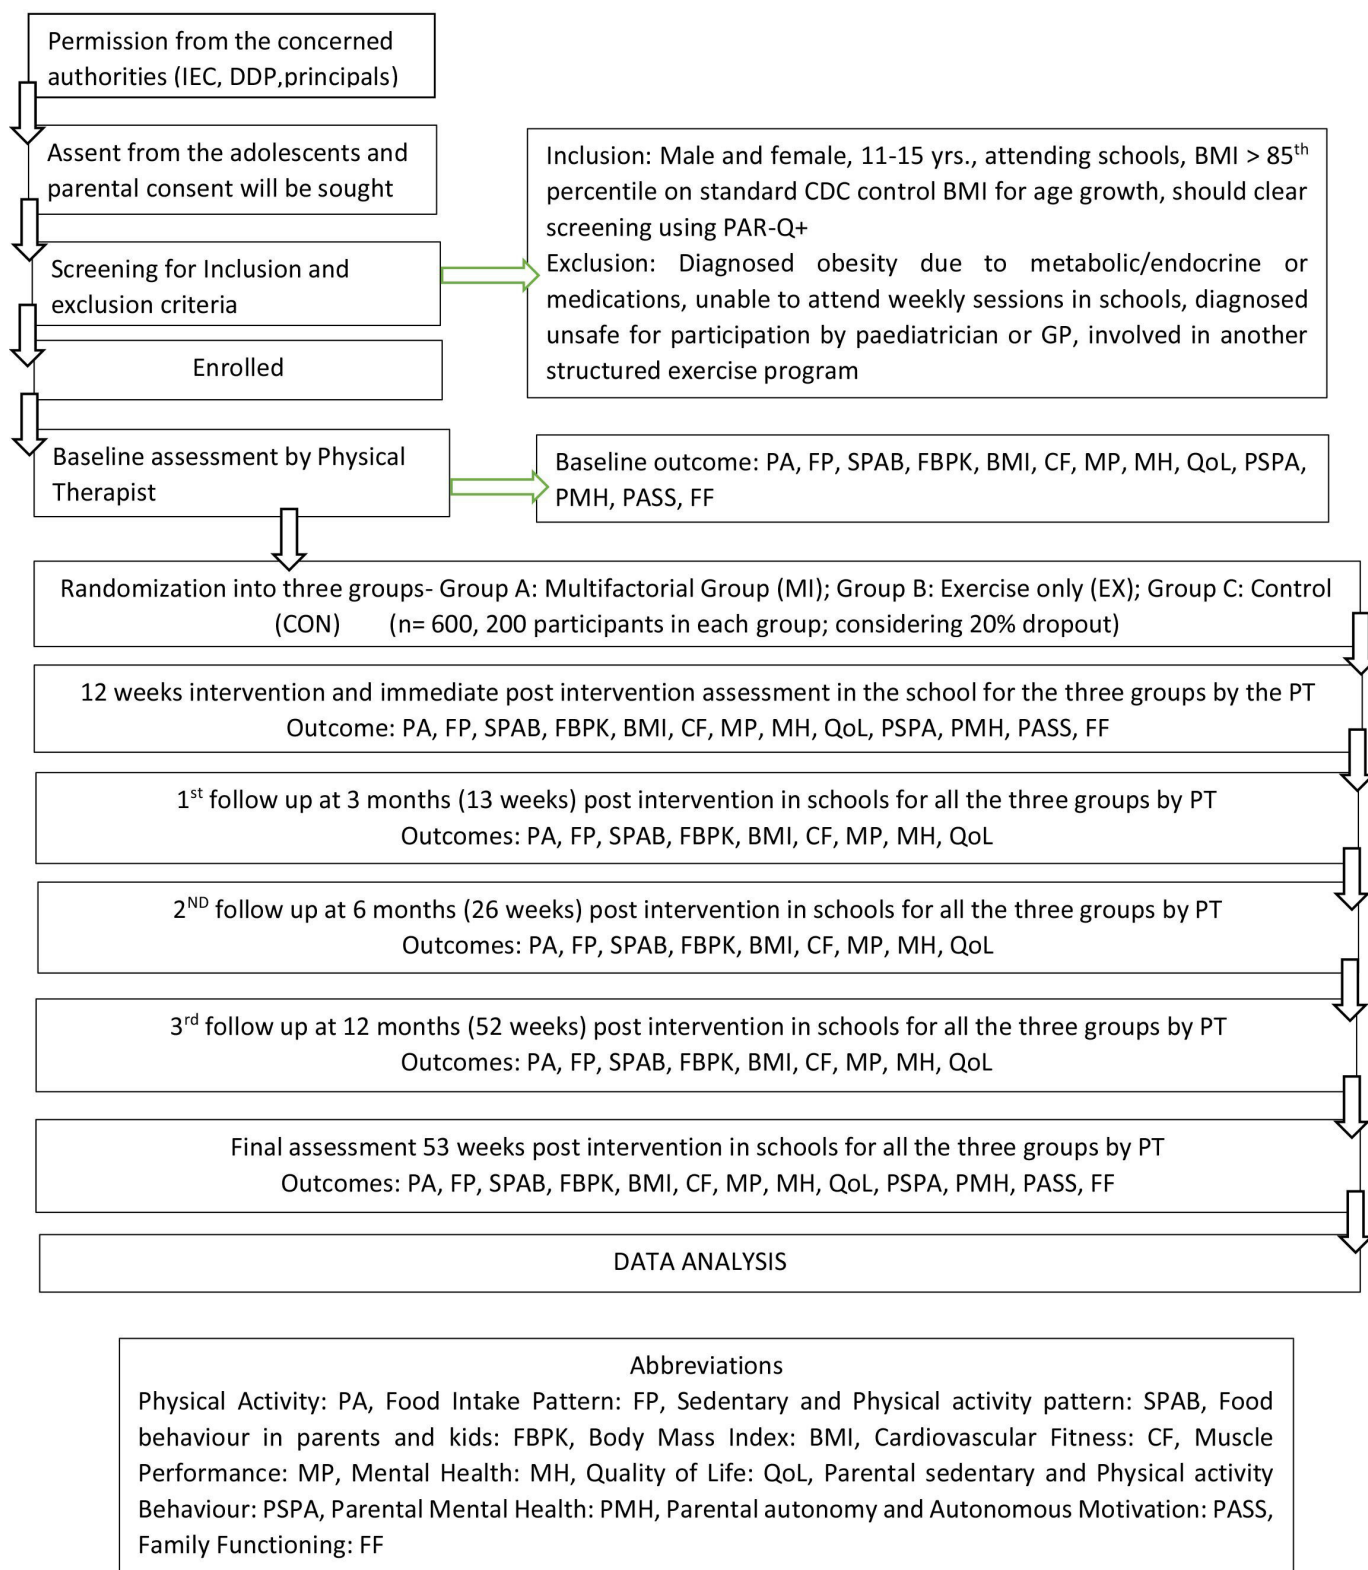 Permission from the concerned
authorities (IEC, DDP,principals)
Assent from the adolescents and
parental consent will be sought
Screening for Inclusion and
exclusion criteria
Inclusion: Male and female, 11-15 yrs., attending schools, BMI > 85th
percentile on standard CDC control BMI for age growth, should clear
screening using PAR-Q+
Exclusion: Diagnosed obesity due to metabolic/endocrine or
medications, unable to attend weekly sessions in schools, diagnosed
unsafe for participation by paediatrician or GP, involved in another
structured exercise program
Enrolled
Baseline assessment by Physical
Therapist
Baseline outcome: PA, FP, SPAB, FBPK, BMI, CF, MP, MH, QoL, PSPA,
PMH, PASS, FF
Randomization into three groups- Group A: Multifactorial Group (MI); Group B: Exercise only (EX); Group C: Control
(CON) (n= 600, 200 participants in each group; considering 20% dropout)
12 weeks intervention and immediate post intervention assessment in the school for the three groups by the PT
Outcome: PA, FP, SPAB, FBPK, BMI, CF, MP, MH, QoL, PSPA, PMH, PASS, FF
1st follow up at 3 months (13 weeks) post intervention in schools for all the three groups by PT
Outcomes: PA, FP, SPAB, FBPK, BMI, CF, MP, MH, QoL
2ND follow up at 6 months (26 weeks) post intervention in schools for all the three groups by PT
Outcomes: PA, FP, SPAB, FBPK, BMI, CF, MP, MH, QoL
3rd follow up at 12 months (52 weeks) post intervention in schools for all the three groups by PT
Outcomes: PA, FP, SPAB, FBPK, BMI, CF, MP, MH, QoL
Final assessment 53 weeks post intervention in schools for all the three groups by PT
Outcomes: PA, FP, SPAB, FBPK, BMI, CF, MP, MH, QoL, PSPA, PMH, PASS, FF
DATA ANALYSIS
Abbreviations
Physical Activity: PA, Food Intake Pattern: FP, Sedentary and Physical activity pattern: SPAB, Food
behaviour in parents and kids: FBPK, Body Mass Index: BMI, Cardiovascular Fitness: CF, Muscle
Performance: MP, Mental Health: MH, Quality of Life: QoL, Parental sedentary and Physical activity
Behaviour: PSPA, Parental Mental Health: PMH, Parental autonomy and Autonomous Motivation: PASS,
Family Functioning: FF